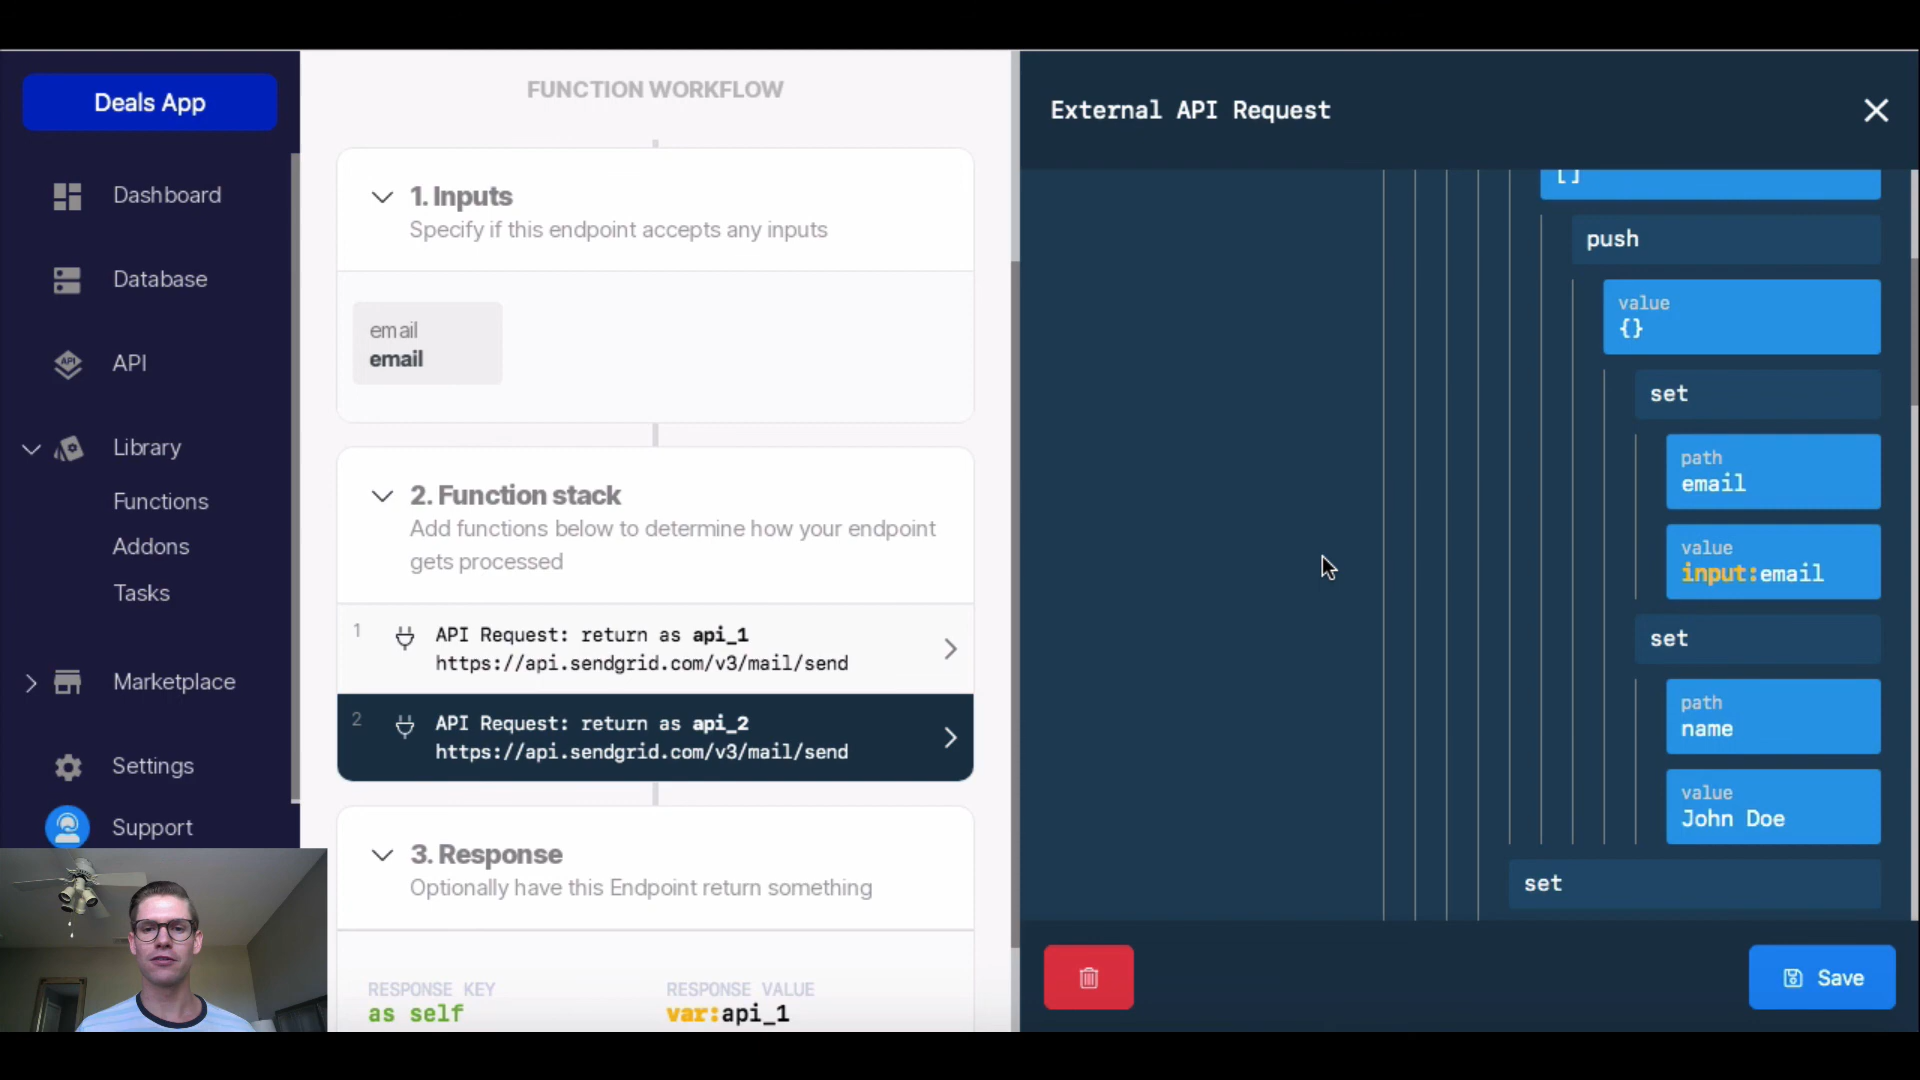 Deals App
Dashboard
Database
API
API
Library
Functions
Addons
Tasks
Marketplace
Settings
Support
FUNCTION WORKFLOW
1. Inputs
Specify if this endpoint accepts any inputs
email
email
2. Function stack
Add functions below to determine how your endpoint
gets processed
1
API Request: return as api_1
https://api.sendgrid.com/v3/mail/send
2
API Request: return as api_2
https://api.sendgrid.com/v3/mail/send
3. Response
Optionally have this Endpoint return something
RESPONSE KEY
as self
RESPONSE VALUE
var:api_1
External API Request
[]
push
value
{}
set
path
email
value
input:email
set
path
name
value
John Doe
set
Save